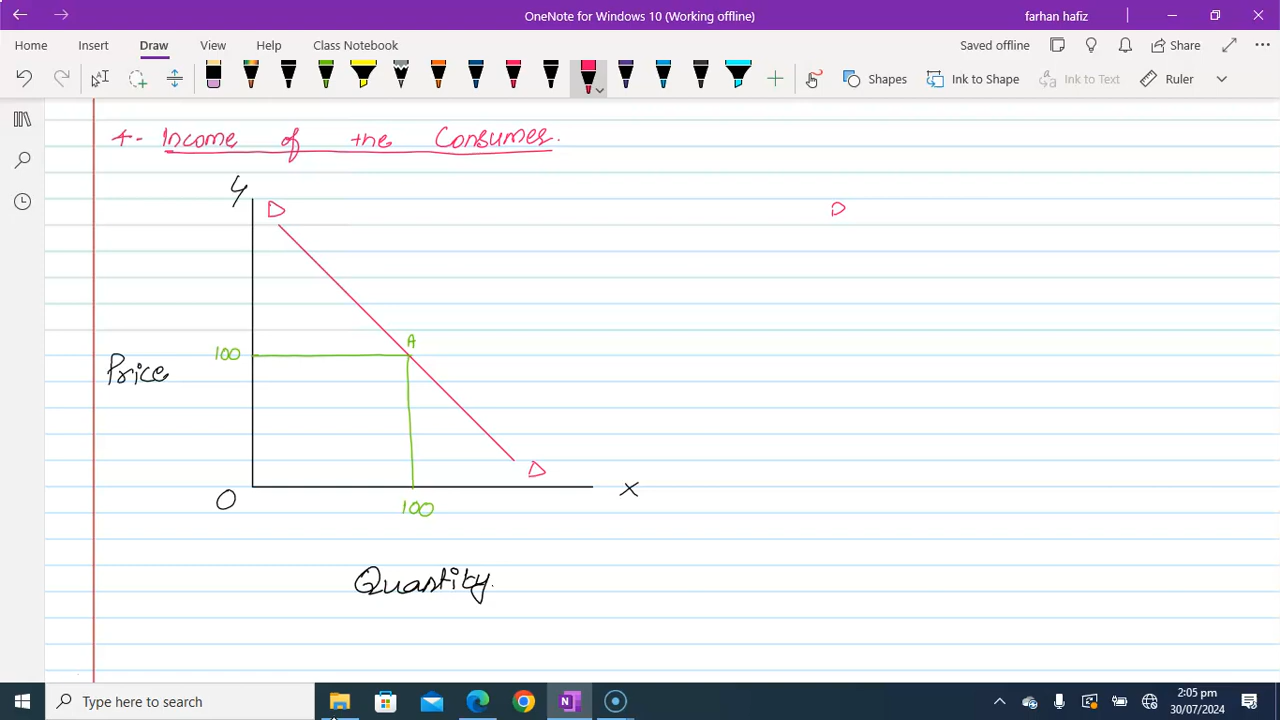 OneNote for Windows 10 (Working offline)
farhan hafiz
Home Insert Draw View Help Class Notebook
Saved offline
Share
Shapes
Ink to Shape
Ink to Text
Ruler
4- Income of the Consumes.
y
D
D
A
100
Price
D
O
X
100
Quantity.
Type here to search
2:05 pm
30/07/2024